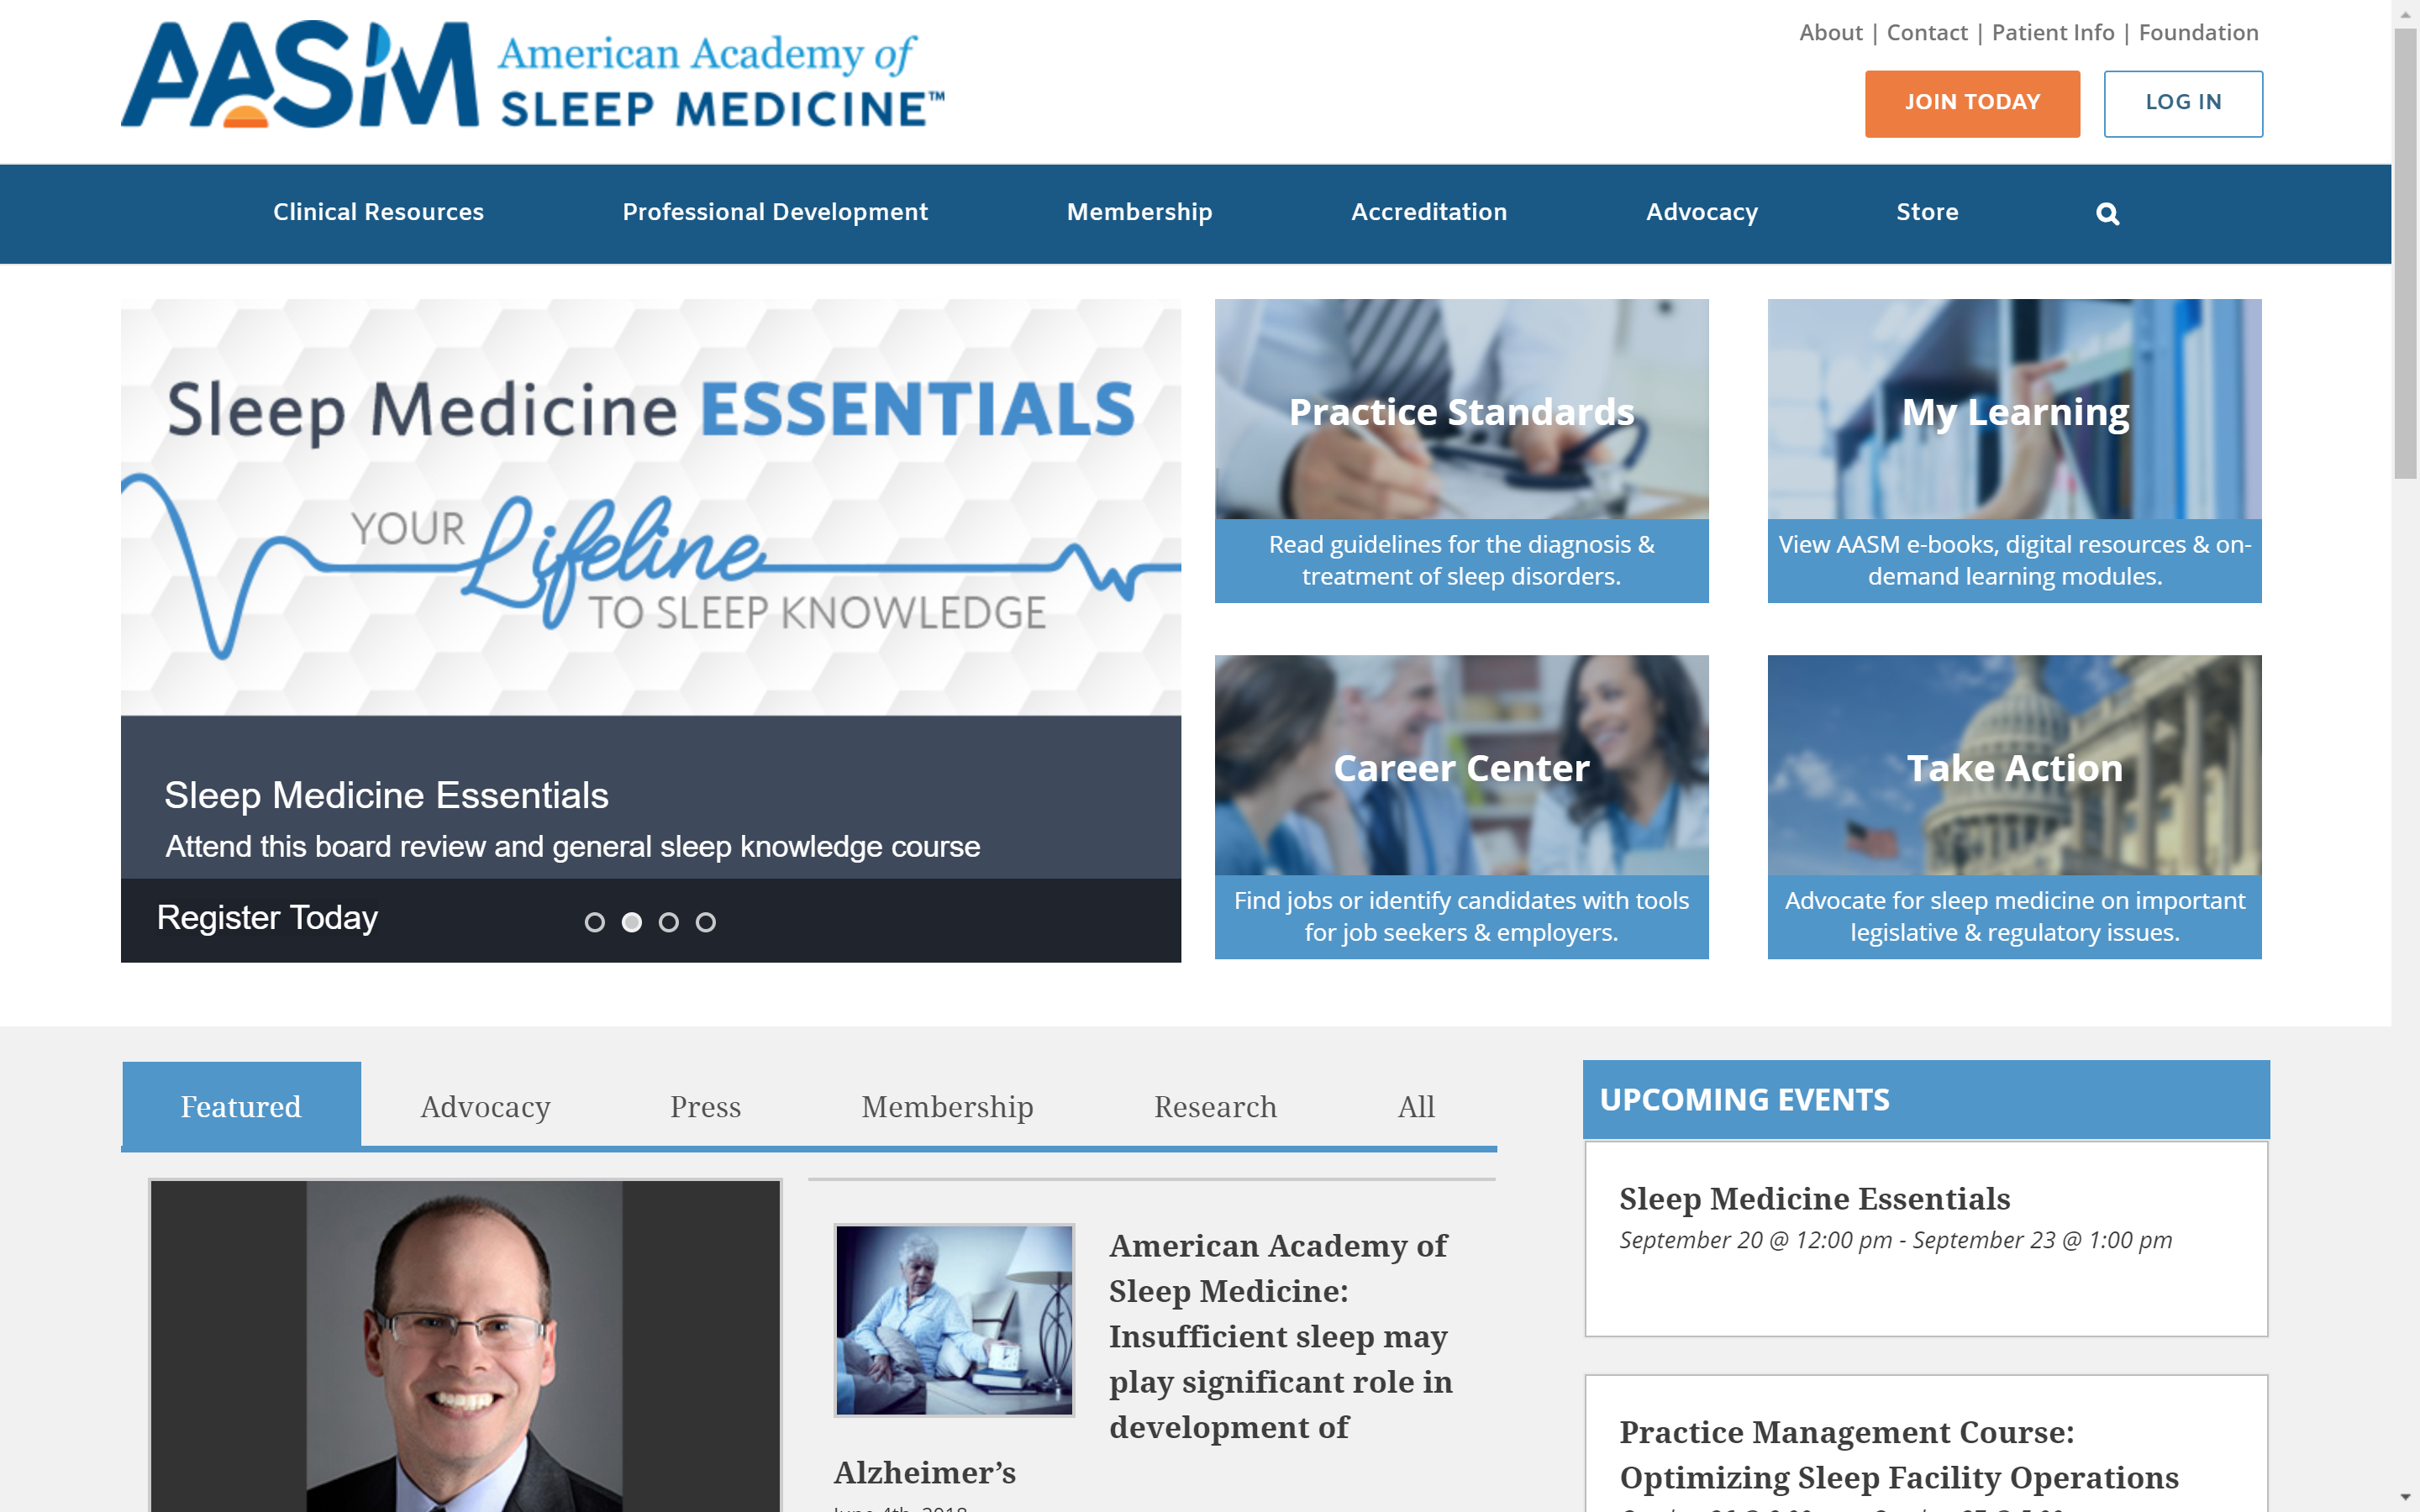 AASM American Academy of
SLEEP MEDICINE™
About | Contact | Patient Info | Foundation
JOIN TODAY
LOG IN
Clinical Resources
Professional Development
Membership
Accreditation
Advocacy
Store
Sleep Medicine ESSENTIALS
YOUR Lifeline
TO SLEEP KNOWLEDGE
Sleep Medicine Essentials
Attend this board review and general sleep knowledge course
Register Today
Practice Standards
Read guidelines for the diagnosis &
treatment of sleep disorders.
My Learning
View AASM e-books, digital resources & on-
demand learning modules.
Career Center
Find jobs or identify candidates with tools
for job seekers & employers.
Take Action
Advocate for sleep medicine on important
legislative & regulatory issues.
Featured
Advocacy
Press
Membership
Research
All
American Academy of
Sleep Medicine:
Insufficient sleep may
play significant role in
development of
Alzheimer’s
June 4th, 2018
UPCOMING EVENTS
Sleep Medicine Essentials
September 20 @ 12:00 pm - September 23 @ 1:00 pm
Practice Management Course:
Optimizing Sleep Facility Operations